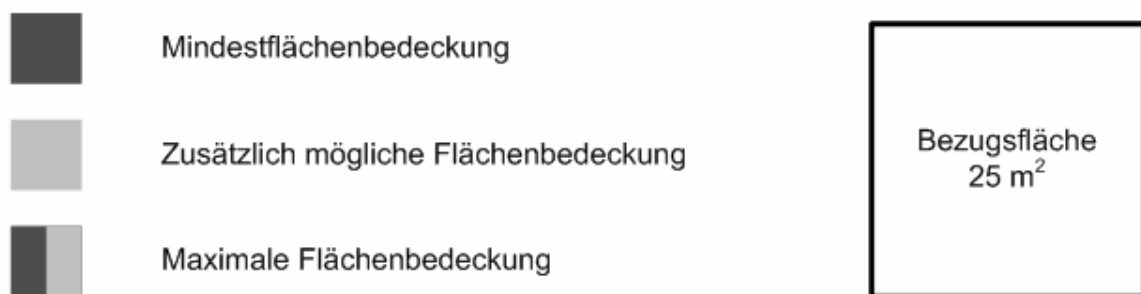 Mindestflächenbedeckung
Zusätzlich mögliche Flächenbedeckung
Maximale Flächenbedeckung
Bezugsfläche
25 m²